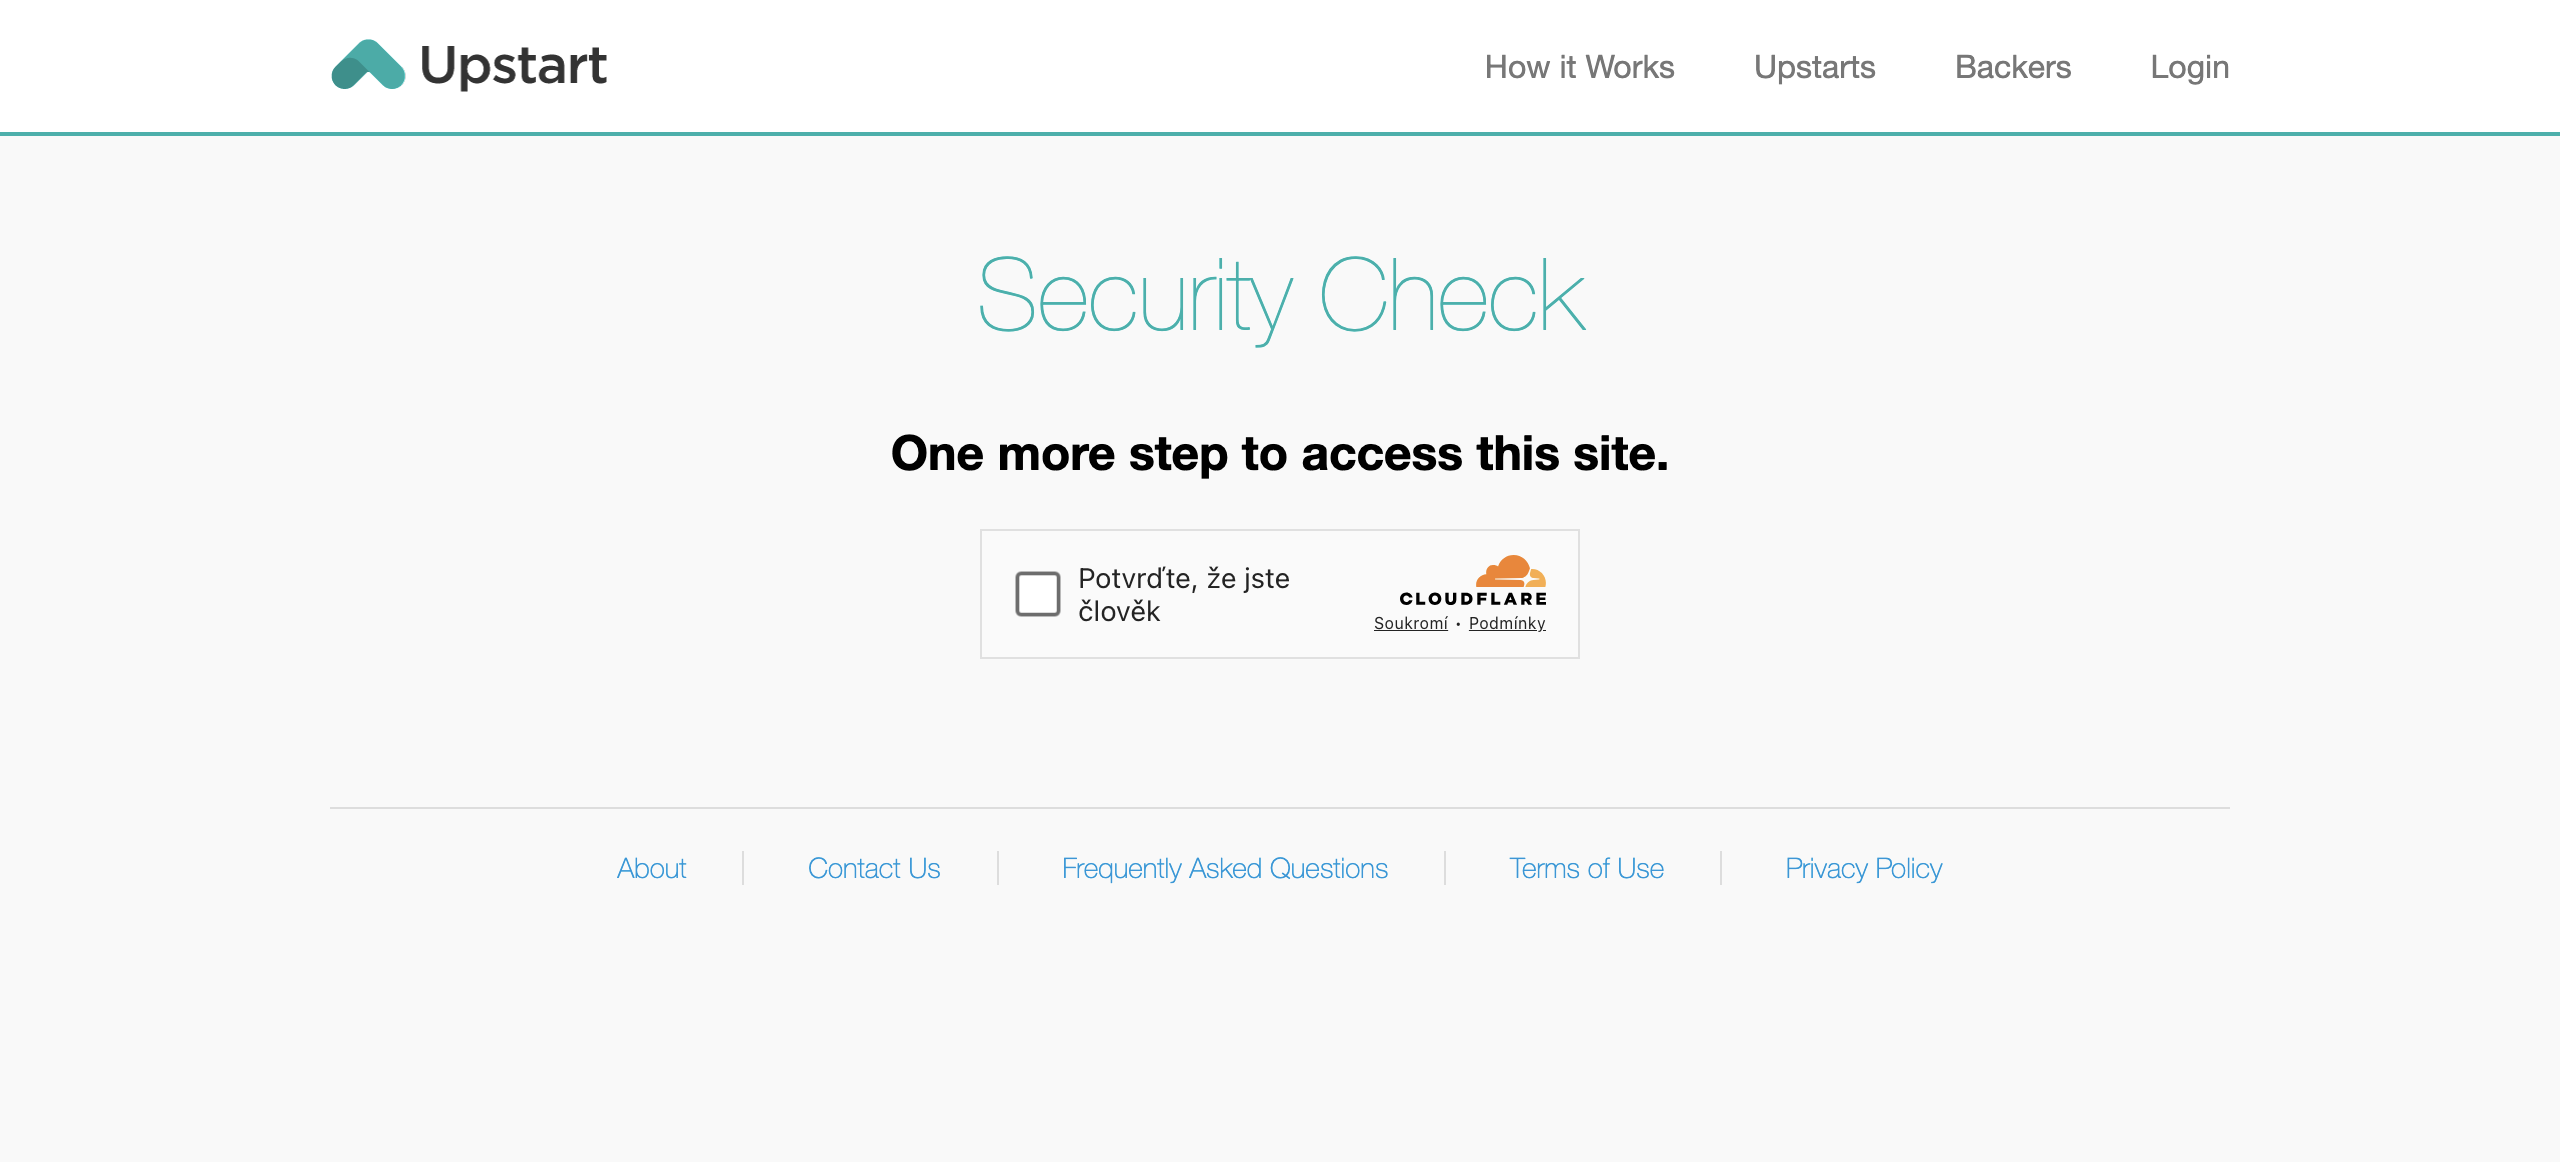 Upstart
How it Works
Upstarts
Backers
Login
Security Check
One more step to access this site.
Potvrďte, že jste
člověk
CLOUDFLARE
Soukromí • Podmínky
About
Contact Us
Frequently Asked Questions
Terms of Use
Privacy Policy